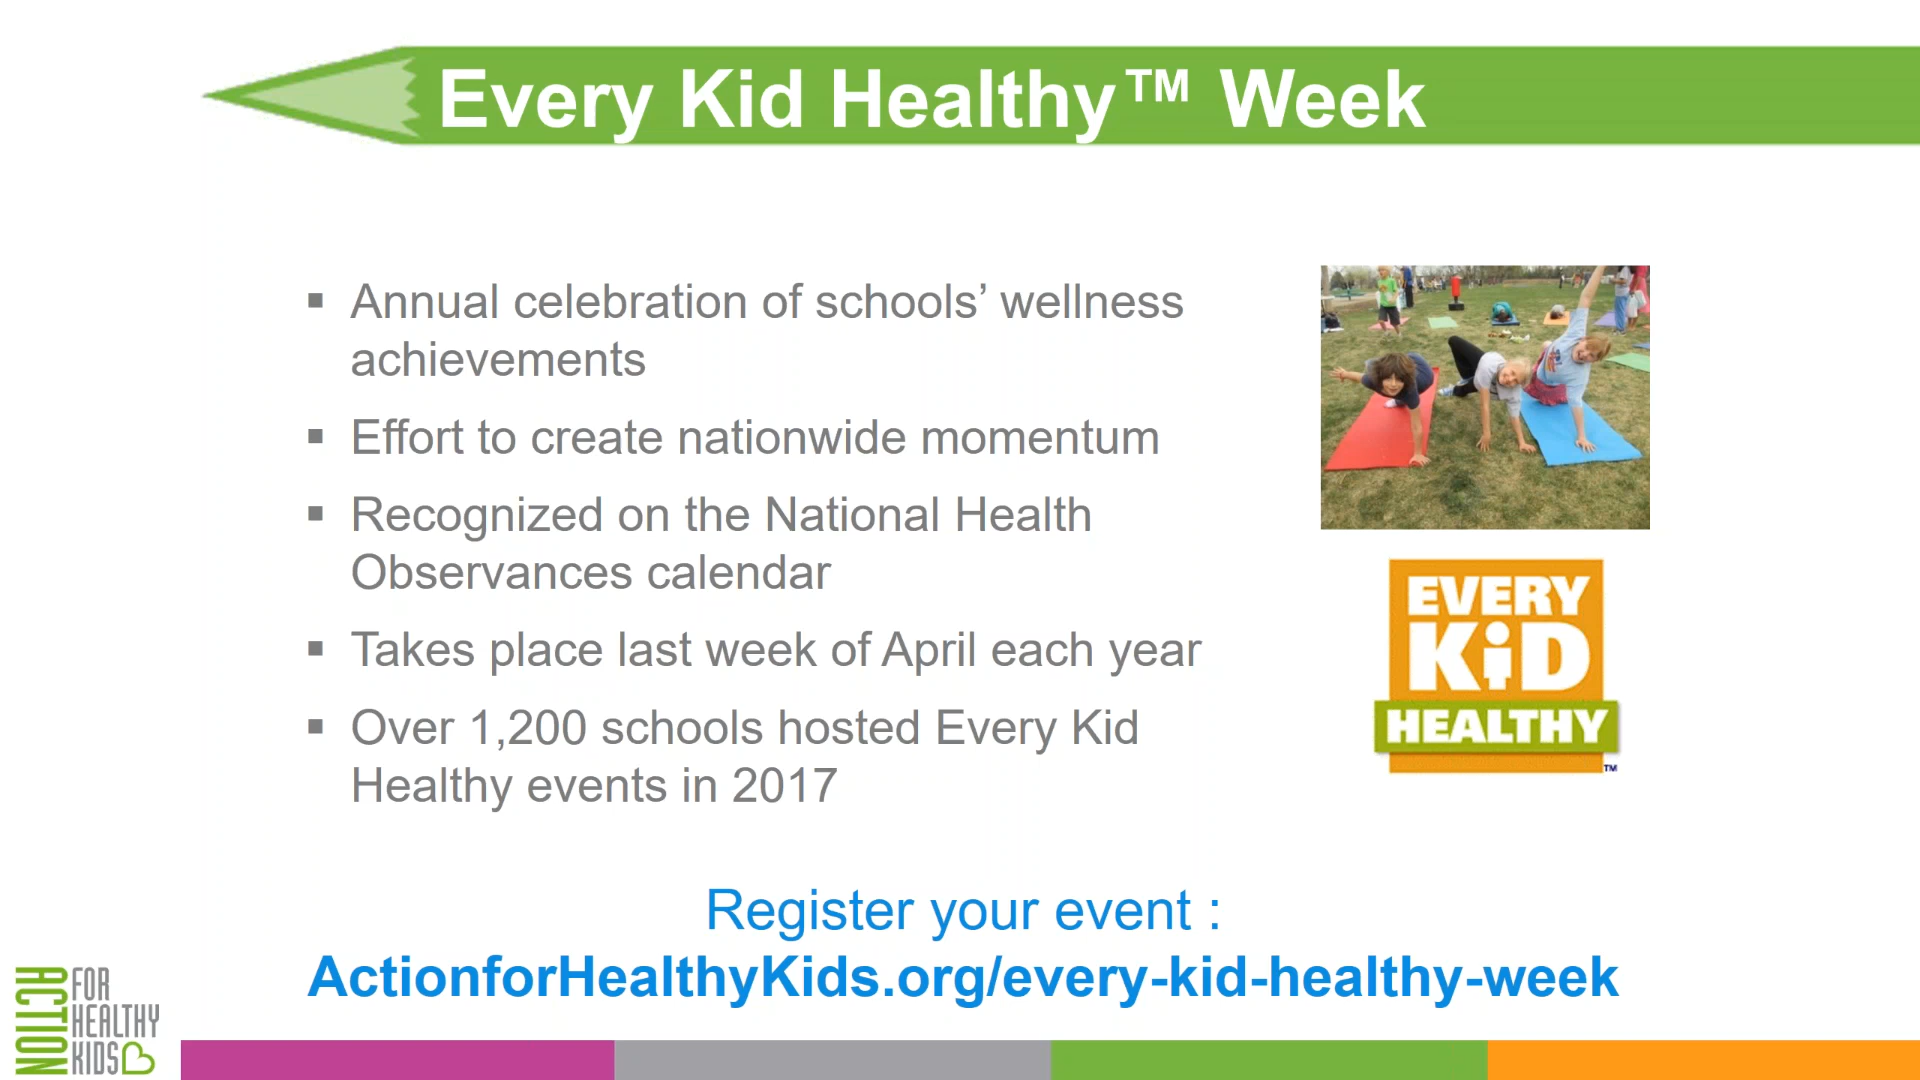 Every Kid Healthy™ Week
▪ Annual celebration of schools’ wellness
achievements
▪ Effort to create nationwide momentum
▪ Recognized on the National Health
Observances calendar
▪ Takes place last week of April each year
▪ Over 1,200 schools hosted Every Kid
Healthy events in 2017
EVERY
KiD
HEALTHY
TM
Register your event :
ActionforHealthyKids.org/every-kid-healthy-week
ACTION
FOR
HEALTHY
KIDS